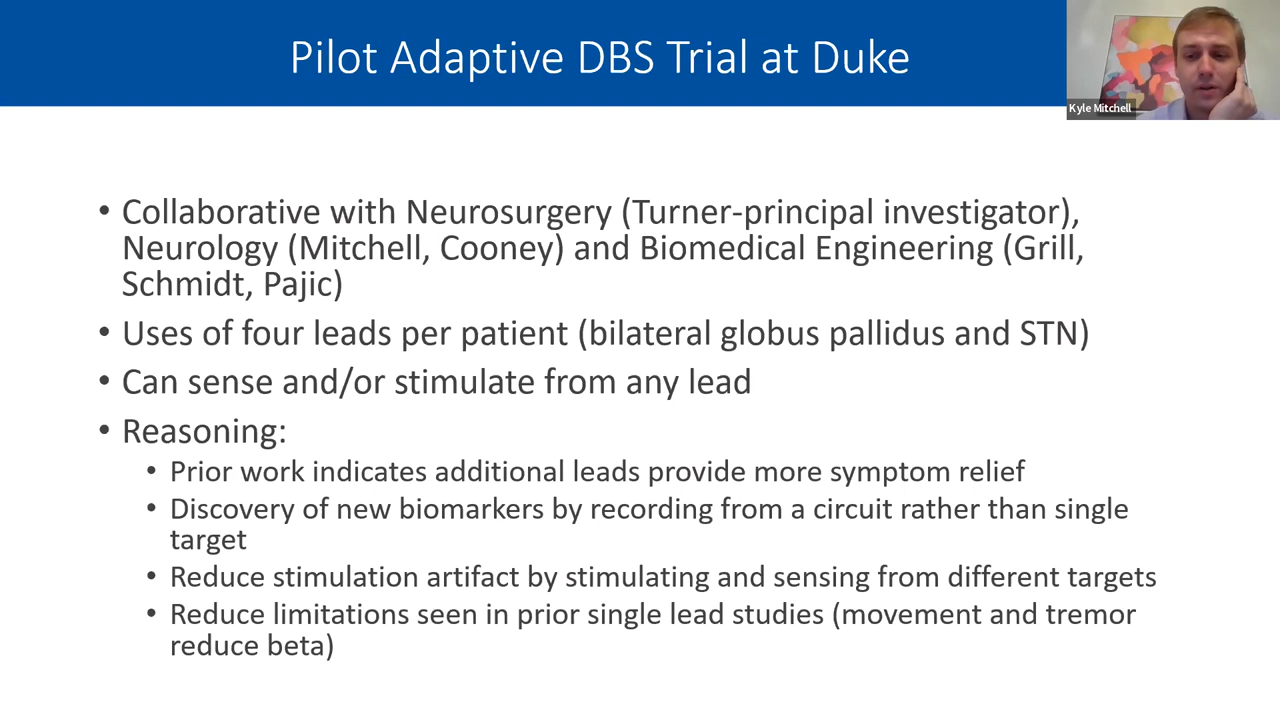 Pilot Adaptive DBS Trial at Duke
Kyle Mitchell
• Collaborative with Neurosurgery (Turner-principal investigator),
Neurology (Mitchell, Cooney) and Biomedical Engineering (Grill,
Schmidt, Pajic)
• Uses of four leads per patient (bilateral globus pallidus and STN)
• Can sense and/or stimulate from any lead
• Reasoning:
• Prior work indicates additional leads provide more symptom relief
• Discovery of new biomarkers by recording from a circuit rather than single
target
• Reduce stimulation artifact by stimulating and sensing from different targets
• Reduce limitations seen in prior single lead studies (movement and tremor
reduce beta)